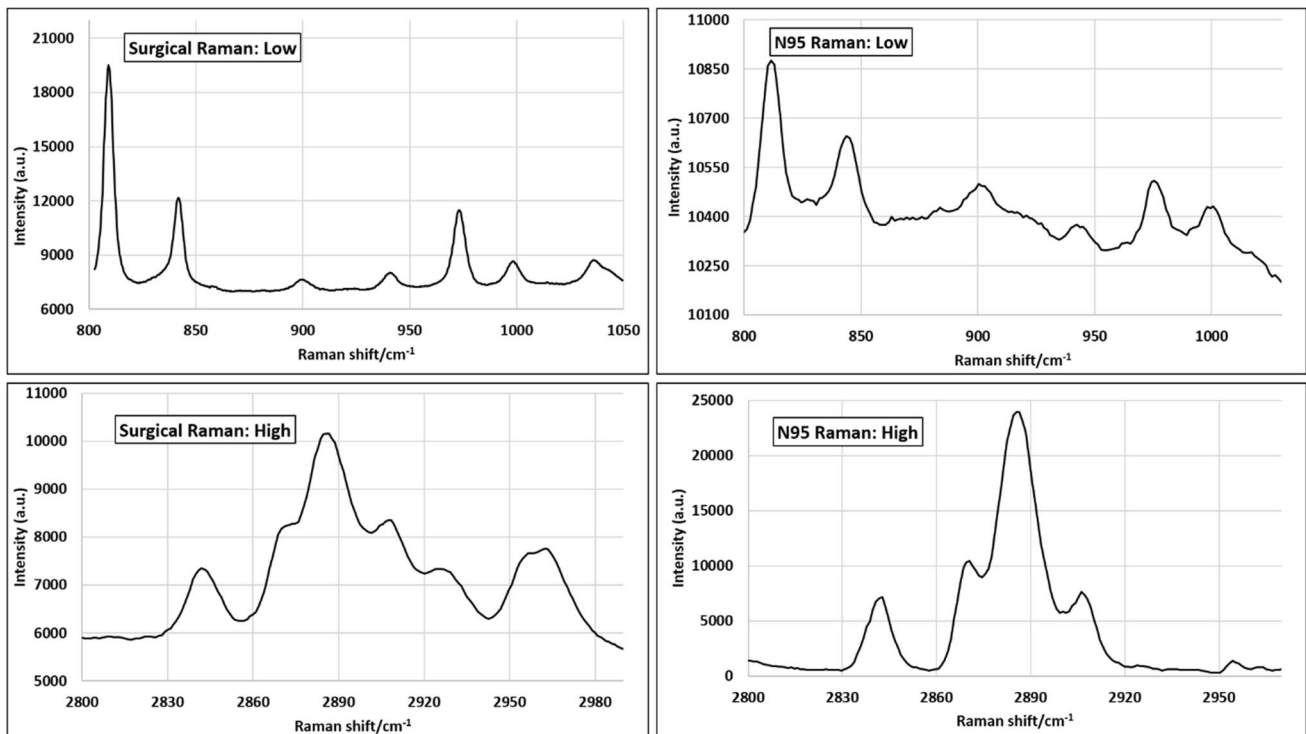 Surgical Raman: Low
Intensity (a.u.)
21000
18000
15000
12000
9000
6000
800 850 900 950 1000 1050
Raman shift/cm⁻¹
N95 Raman: Low
Intensity (a.u.)
11000
10850
10700
10550
10400
10250
10100
800 850 900 950 1000
Raman shift/cm⁻¹
Surgical Raman: High
Intensity (a.u.)
11000
10000
9000
8000
7000
6000
5000
2800 2830 2860 2890 2920 2950 2980
Raman shift/cm⁻¹
N95 Raman: High
Intensity (a.u.)
25000
20000
15000
10000
5000
0
2800 2830 2860 2890 2920 2950
Raman shift/cm⁻¹